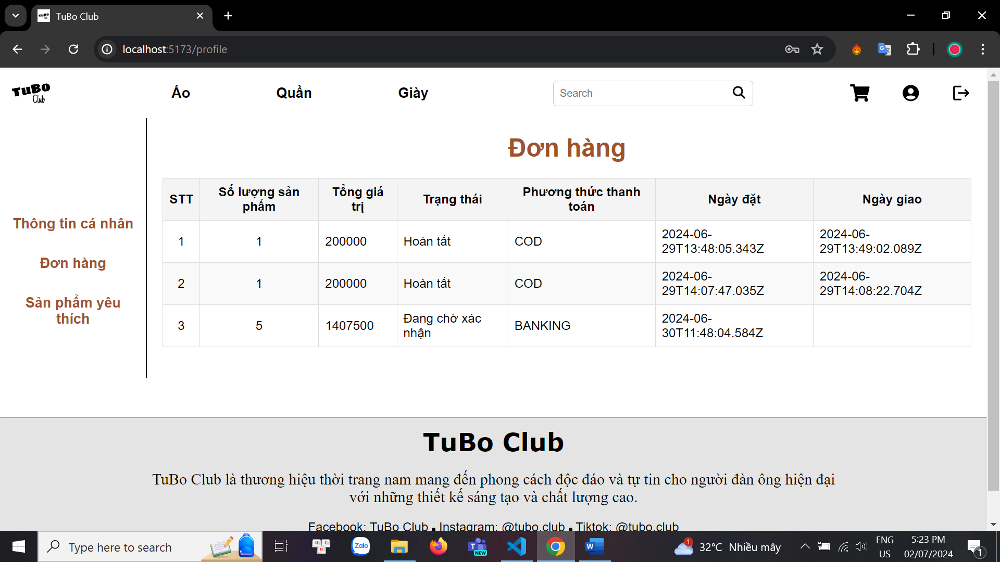 TuBo Club
localhost:5173/profile
TuBo
Club
Áo
Quần
Giày
Search
Đơn hàng
Thông tin cá nhân
Đơn hàng
Sản phẩm yêu
thích
STT
Số lượng sản
phẩm
Tổng giá
trị
Trạng thái
Phương thức thanh
toán
Ngày đặt
Ngày giao
1
1
200000
Hoàn tất
COD
2024-06-
29T13:48:05.343Z
2024-06-
29T13:49:02.089Z
2
1
200000
Hoàn tất
COD
2024-06-
29T14:07:47.035Z
2024-06-
29T14:08:22.704Z
3
5
1407500
Đang chờ xác
nhận
BANKING
2024-06-
30T11:48:04.584Z
TuBo Club
TuBo Club là thương hiệu thời trang nam mang đến phong cách độc đáo và tự tin cho người đàn ông hiện đại
với những thiết kế sáng tạo và chất lượng cao.
Facebook: TuBo Club • Instagram: @tubo.club • Tiktok: @tubo.club
Type here to search
Zalo
NEW
1
32°C Nhiều mây
ENG
US
5:23 PM
02/07/2024
1